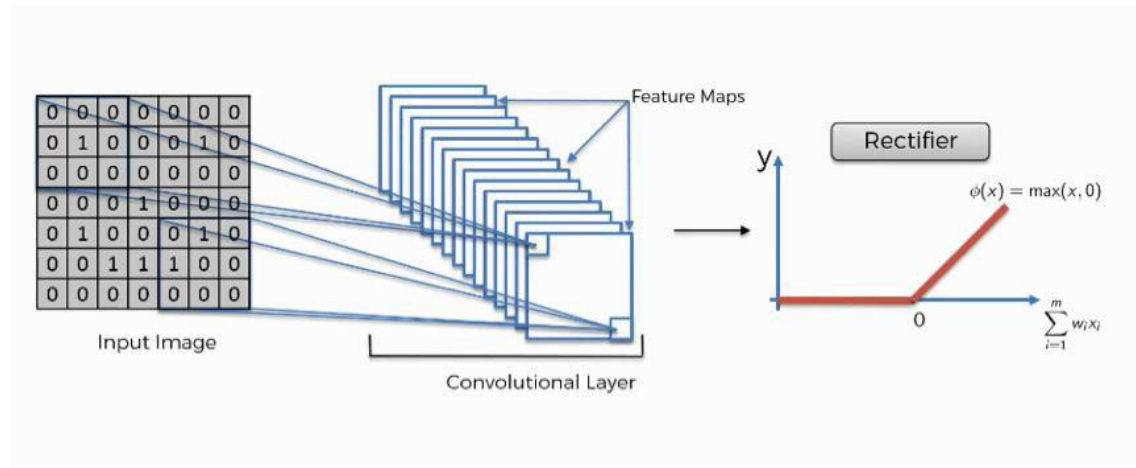 0 0 0 0 0 0 0
0 1 0 0 0 1 0
0 0 0 0 0 0 0
0 0 0 1 0 0 0
0 1 0 0 0 1 0
0 0 1 1 1 0 0
0 0 0 0 0 0 0
Input Image
Feature Maps
Convolutional Layer
Rectifier
y
ϕ(x) = max(x, 0)
0
m
∑ wᵢxᵢ
i=1